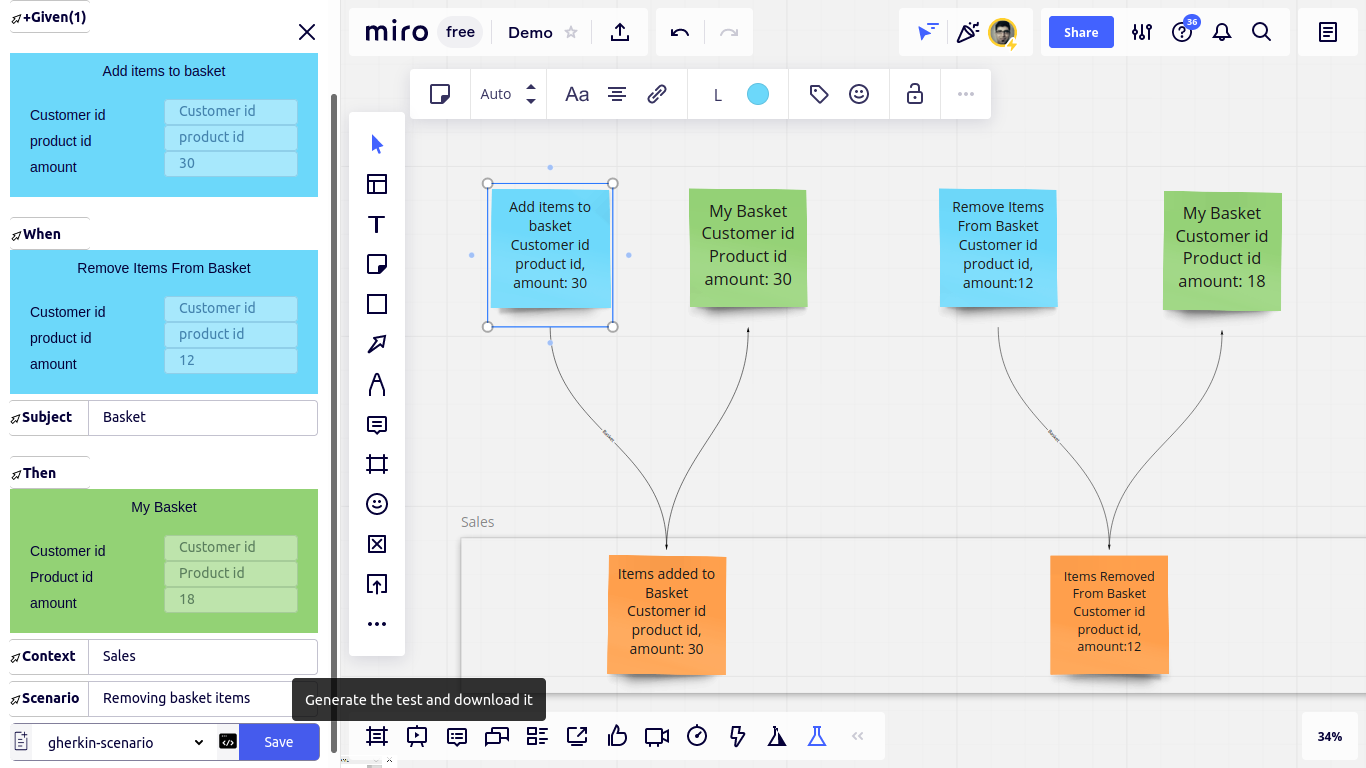 +Given(1)
Add items to basket
Customer id
Customer id
product id
product id
amount
30
When
Remove Items From Basket
Customer id
Customer id
product id
product id
amount
12
Subject
Basket
Then
My Basket
Customer id
Customer id
Product id
Product id
amount
18
Context
Sales
Scenario
Removing basket items
gherkin-scenario
Save
Generate the test and download it
miro
free
Demo
Share
36
Auto
Aa
L
Add items to
basket
Customer id
product id,
amount: 30
My Basket
Customer id
Product id
amount: 30
Remove Items
From Basket
Customer id
product id,
amount:12
My Basket
Customer id
Product id
amount: 18
Basket
Basket
Sales
Items added to
Basket
Customer id
product id,
amount: 30
Items Removed
From Basket
Customer id
product id,
amount:12
34%